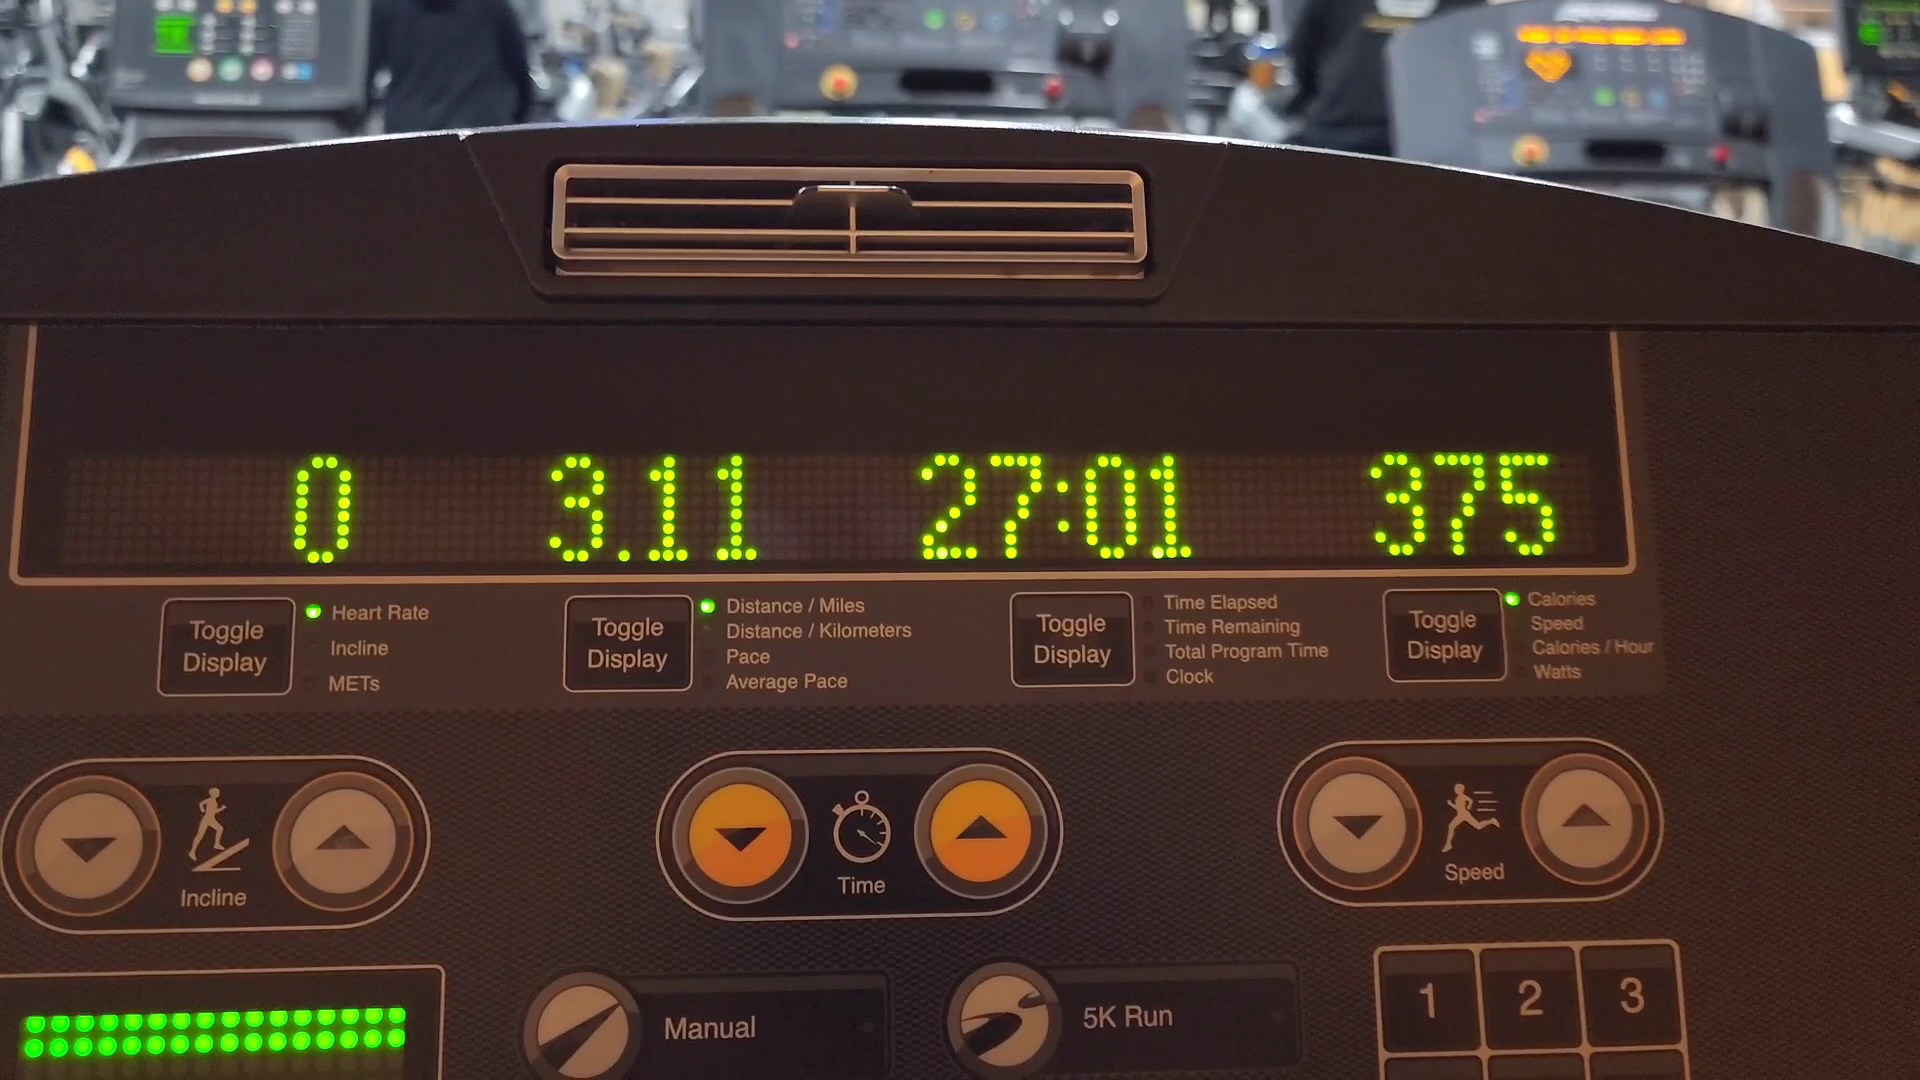 0 3.11 27:01 375
Toggle Display
Heart Rate
Incline
METs
Toggle Display
Distance / Miles
Distance / Kilometers
Pace
Average Pace
Toggle Display
Time Elapsed
Time Remaining
Total Program Time
Clock
Toggle Display
Calories
Speed
Calories / Hour
Watts
Incline
Time
Speed
Manual
5K Run
1 2 3